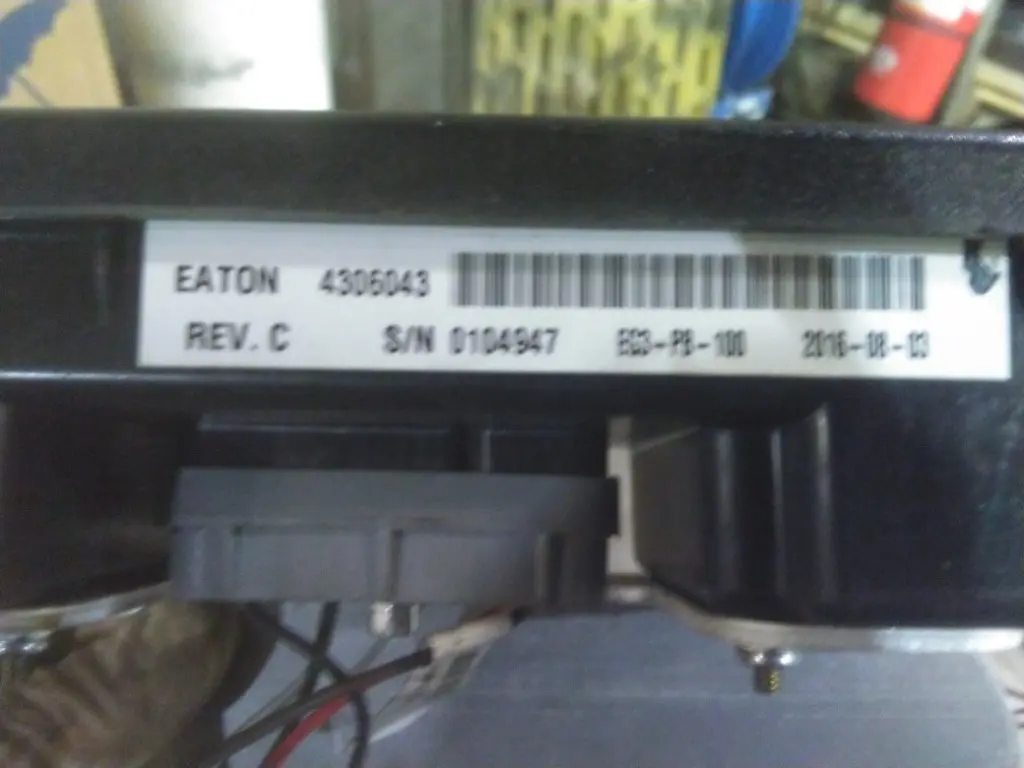 EATON 4306043
REV. C S/N 0104947 EG3-PB-100 2016-08-03